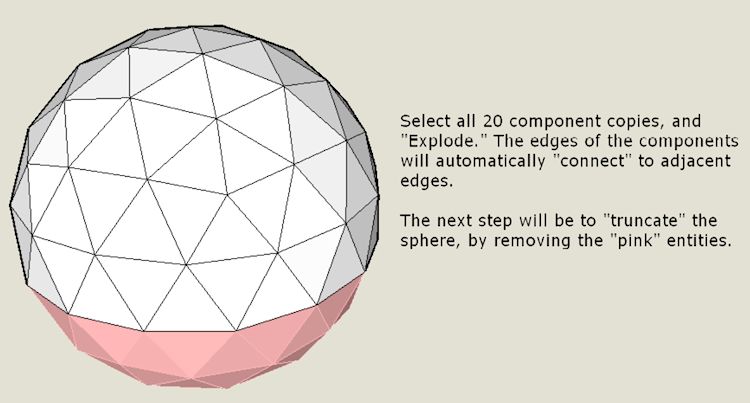 Select all 20 component copies, and
"Explode." The edges of the components
will automatically "connect" to adjacent
edges.
The next step will be to "truncate" the
sphere, by removing the "pink" entities.